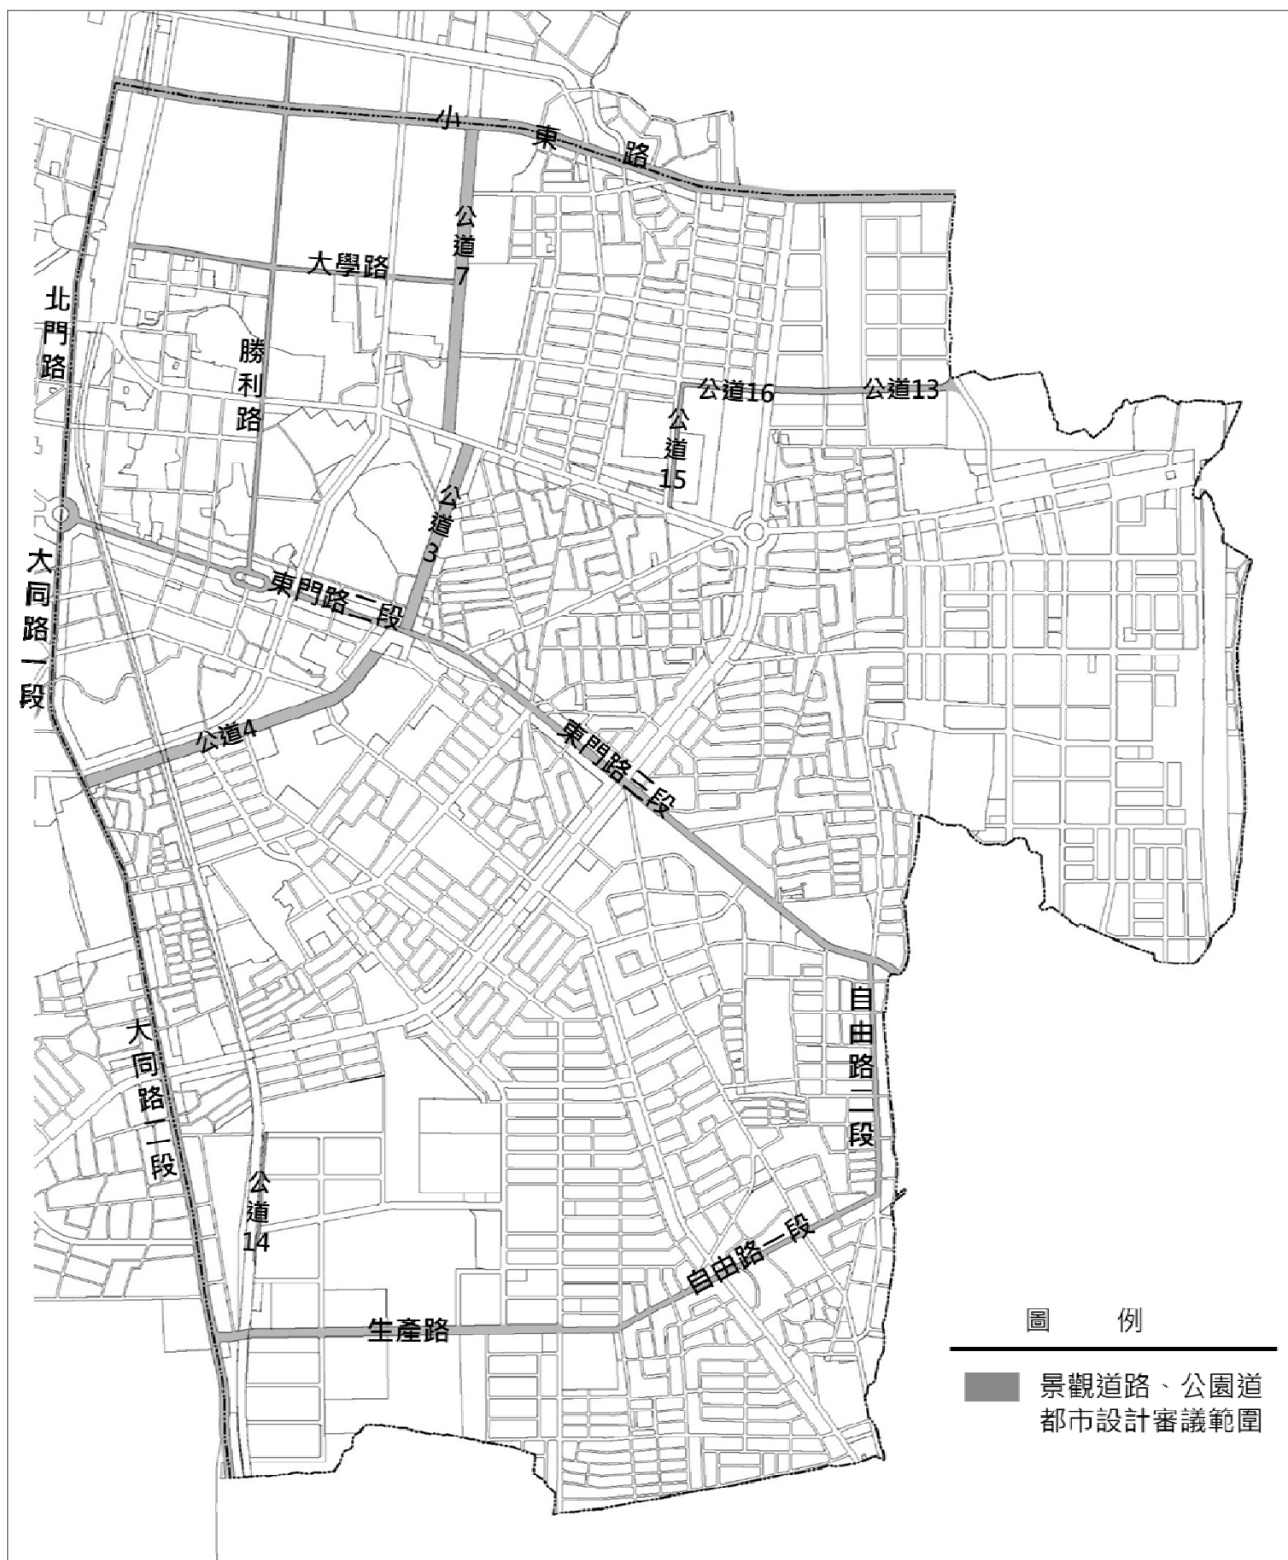 小東路
公道7
大學路
北門路
勝利路
公道16
公道13
公道15
公道3
大同路一段
東門路二段
公道4
東門路三段
自由路二段
大同路二段
公道14
自由路一段
生產路
圖 例
景觀道路、公園道
都市設計審議範圍